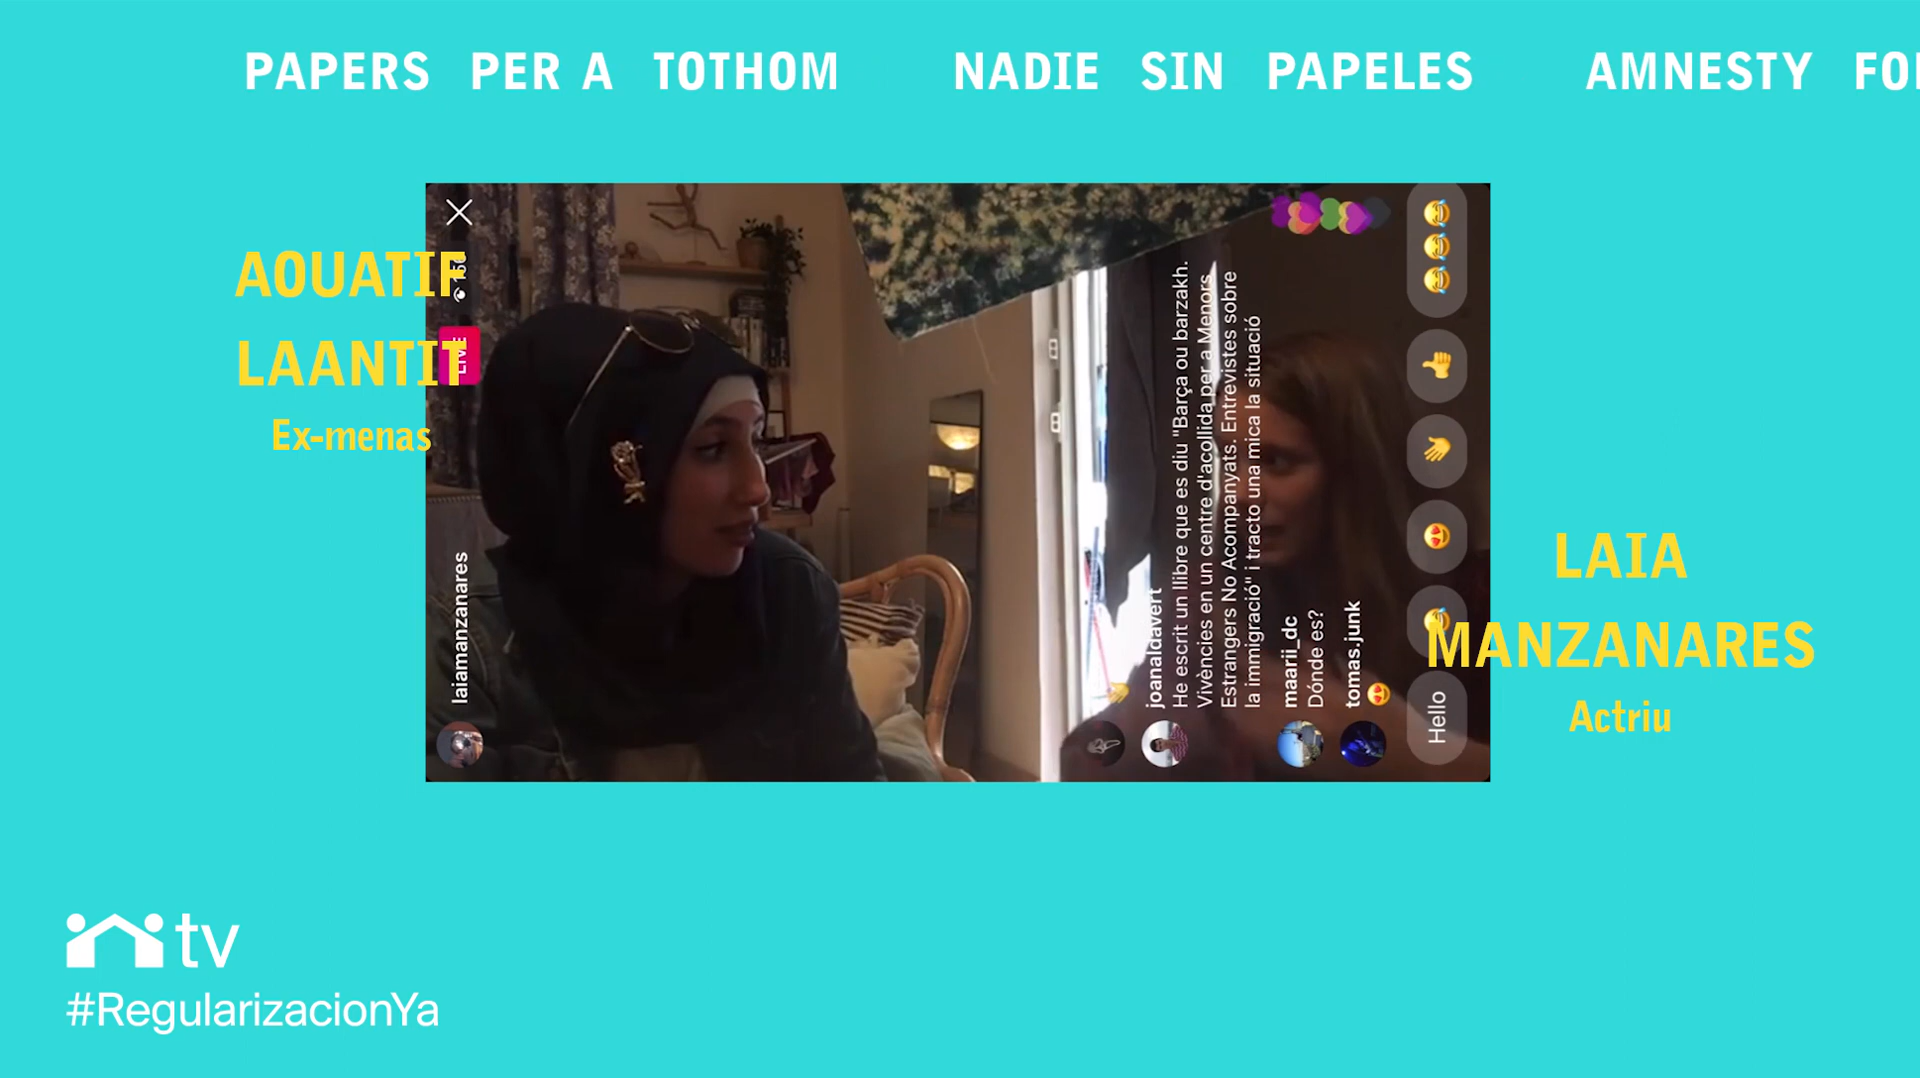 PAPERS PER A TOTHOM NADIE SIN PAPELES AMNESTY FO
AOUATIF
LAANTIT
Ex-menas
LIVE
laiamanzanares
joanaldavert
He escrit un llibre que es diu "Barça ou barzakh.
Vivències en un centre d'acollida per a Menors
Estrangers No Acompanyats. Entrevistes sobre
la immigració" i tracto una mica la situació
maarii_dc
Dónde es?
tomas.junk
😍
Hello
LAIA
MANZANARES
Actriu
tv
#RegularizacionYa